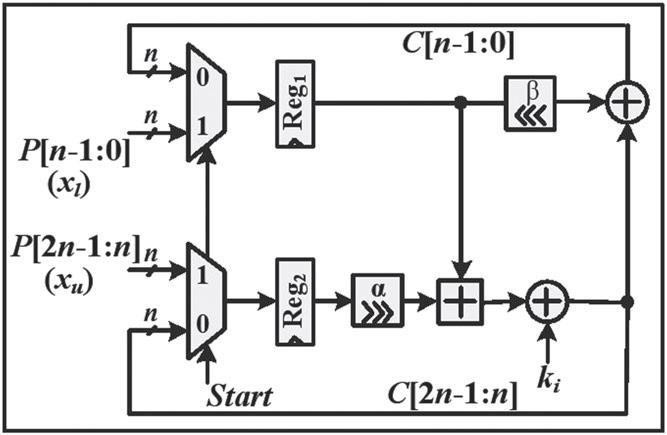 C[n-1:0]
n
0
β
<<<
+
Reg₁
n
1
P[n-1:0]
(xₗ)
P[2n-1:n]
n
1
(xᵤ)
Reg₂
α
>>>
+
+
n
0
Start
kᵢ
C[2n-1:n]